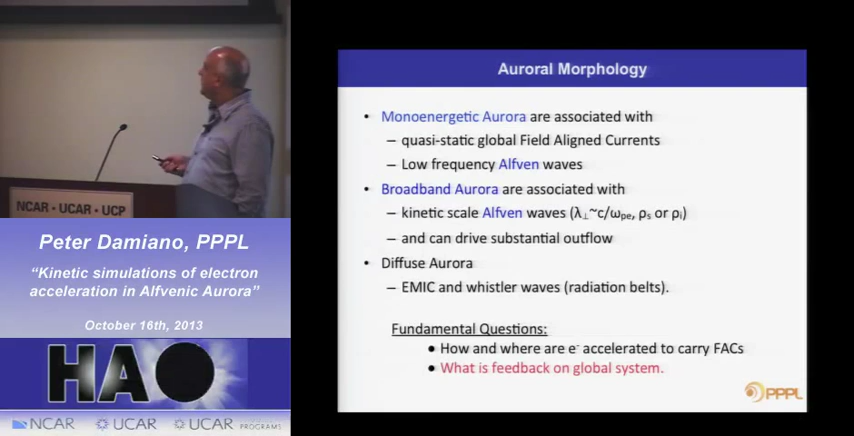 NCAR - UCAR - UCP
Peter Damiano, PPPL
“Kinetic simulations of electron
acceleration in Alfvenic Aurora”
October 16th, 2013
HAO
NCAR
UCAR
UCAR
PROGRAMS
Auroral Morphology
• Monoenergetic Aurora are associated with
– quasi-static global Field Aligned Currents
– Low frequency Alfven waves
• Broadband Aurora are associated with
– kinetic scale Alfven waves (λ⊥~c/ωpe, ρs or ρi)
– and can drive substantial outflow
• Diffuse Aurora
– EMIC and whistler waves (radiation belts).
Fundamental Questions:
• How and where are e- accelerated to carry FACs
• What is feedback on global system.
PPPL